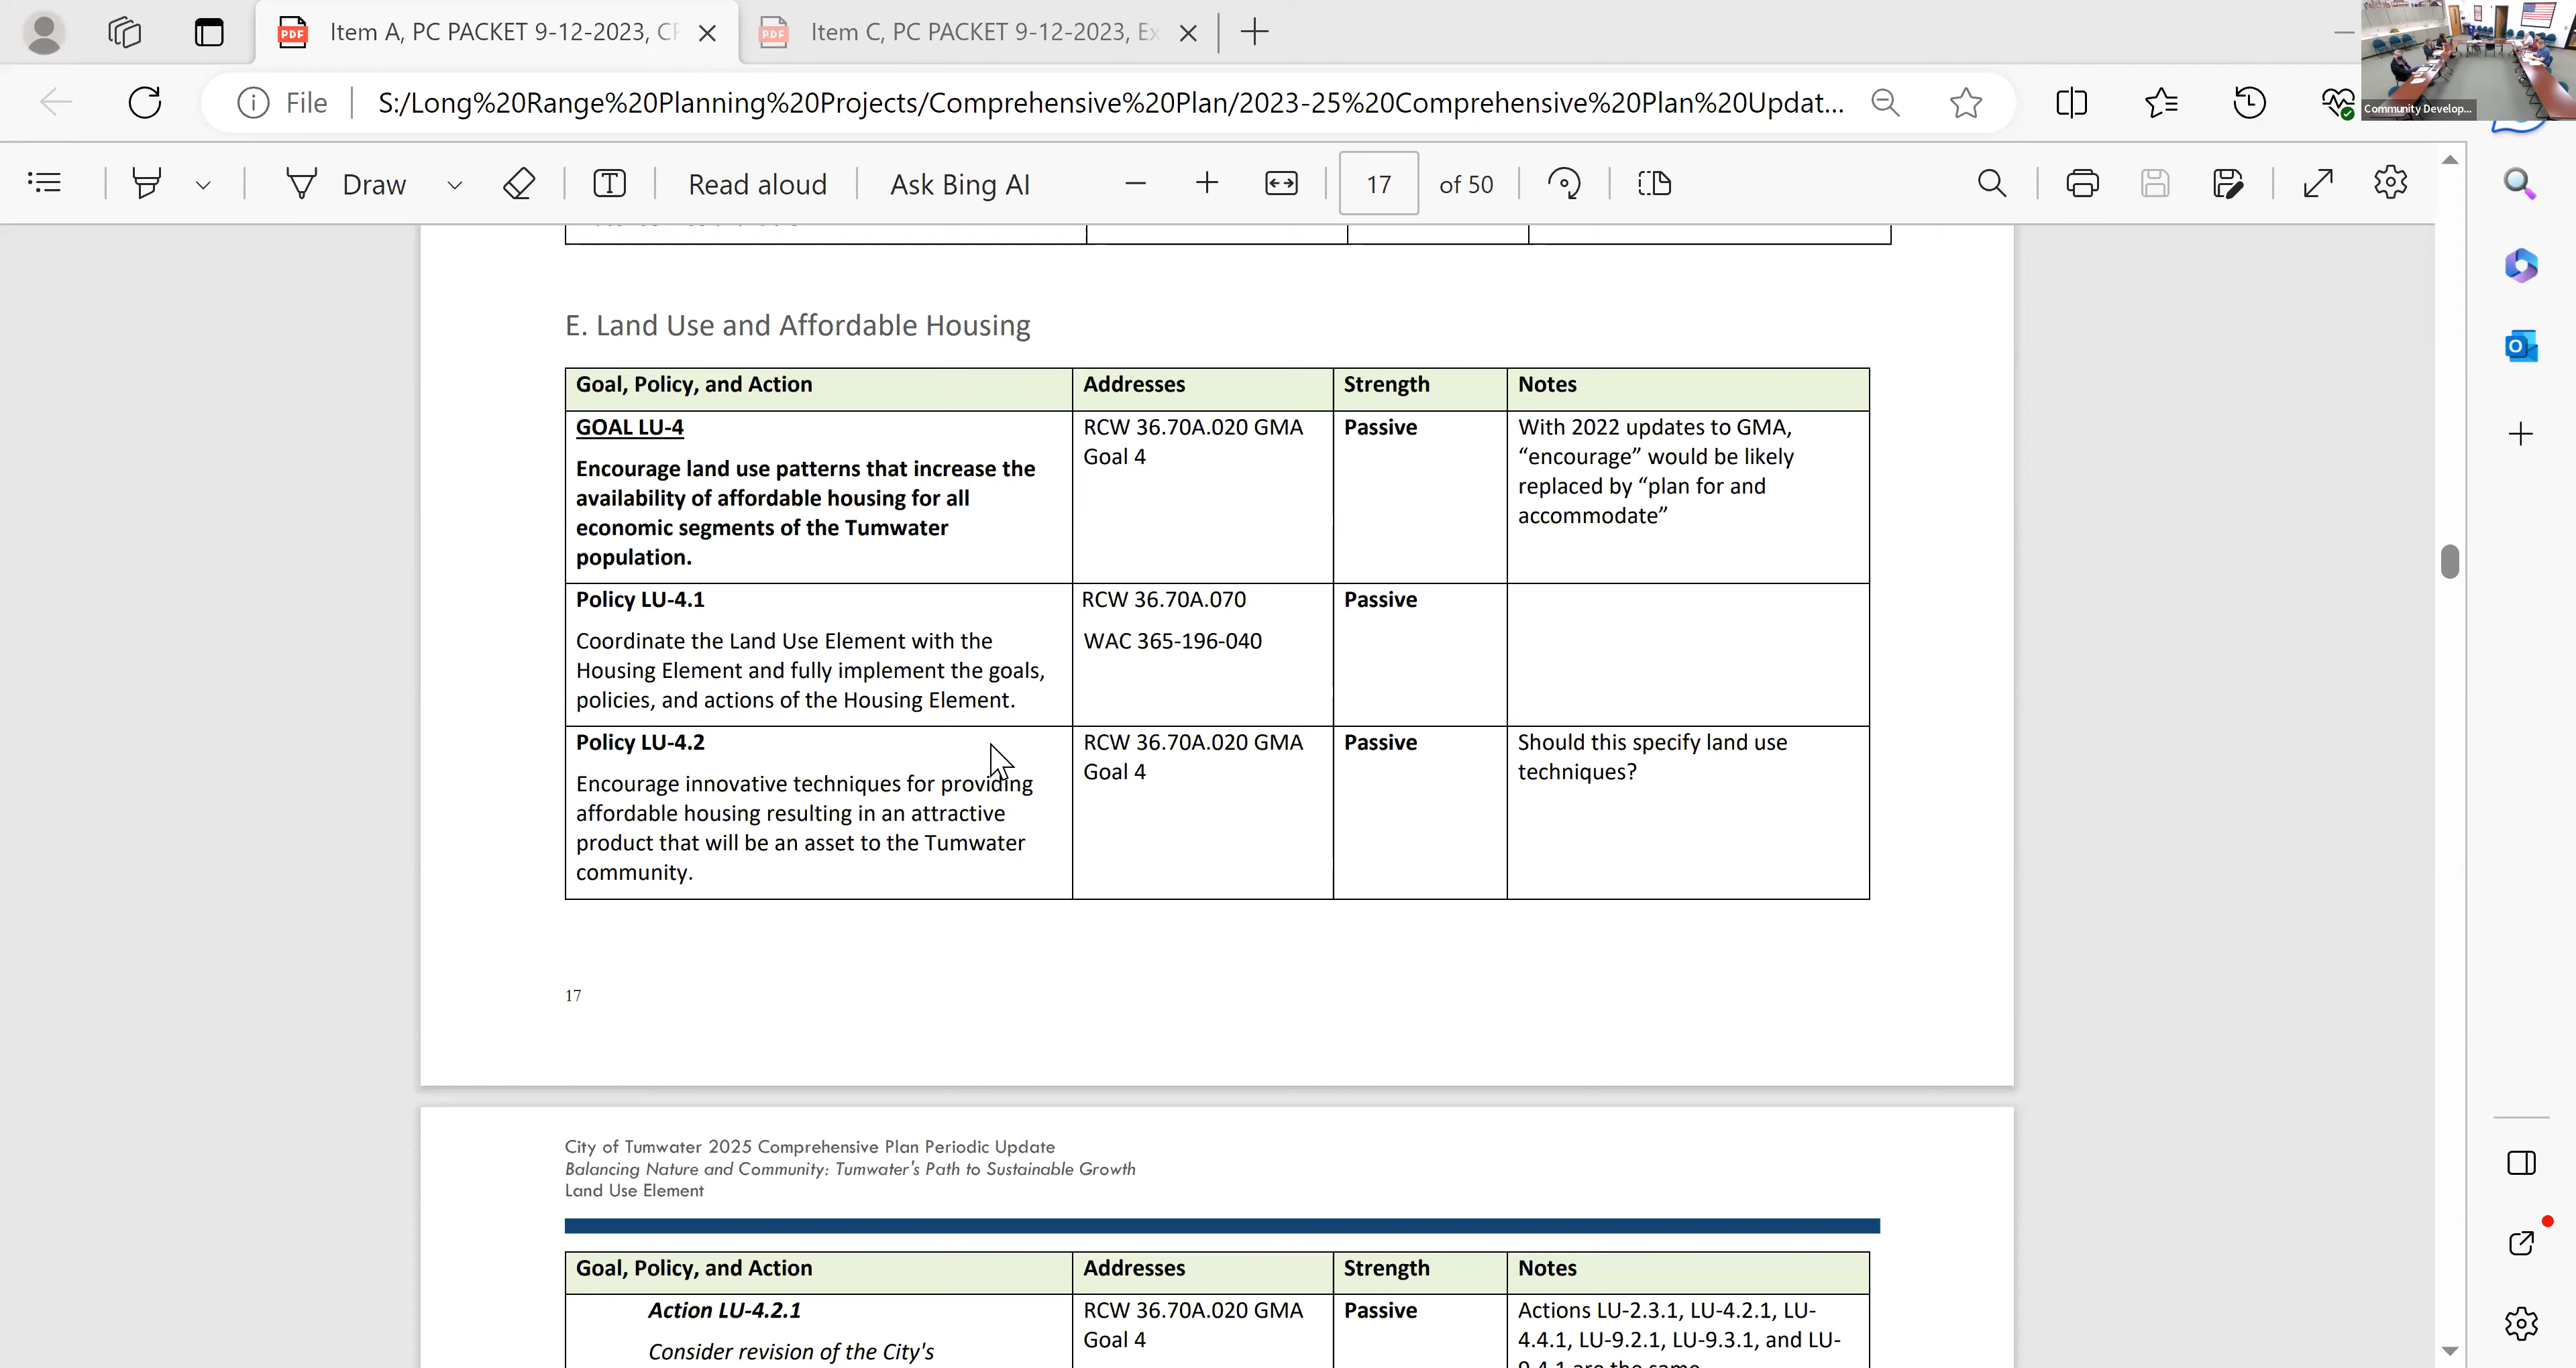 Item A, PC PACKET 9-12-2023, CF
Item C, PC PACKET 9-12-2023, Ex
File
S:/Long%20Range%20Planning%20Projects/Comprehensive%20Plan/2023-25%20Comprehensive%20Plan%20Updat...
Community Develop...
Draw
Read aloud
Ask Bing AI
17
of 50
E. Land Use and Affordable Housing
Goal, Policy, and Action
Addresses
Strength
Notes
GOAL LU-4
Encourage land use patterns that increase the
availability of affordable housing for all
economic segments of the Tumwater
population.
RCW 36.70A.020 GMA
Goal 4
Passive
With 2022 updates to GMA,
“encourage” would be likely
replaced by “plan for and
accommodate”
Policy LU-4.1
Coordinate the Land Use Element with the
Housing Element and fully implement the goals,
policies, and actions of the Housing Element.
RCW 36.70A.070
WAC 365-196-040
Passive
Policy LU-4.2
Encourage innovative techniques for providing
affordable housing resulting in an attractive
product that will be an asset to the Tumwater
community.
RCW 36.70A.020 GMA
Goal 4
Passive
Should this specify land use
techniques?
17
City of Tumwater 2025 Comprehensive Plan Periodic Update
Balancing Nature and Community: Tumwater's Path to Sustainable Growth
Land Use Element
Goal, Policy, and Action
Addresses
Strength
Notes
Action LU-4.2.1
Consider revision of the City's
RCW 36.70A.020 GMA
Goal 4
Passive
Actions LU-2.3.1, LU-4.2.1, LU-
4.4.1, LU-9.2.1, LU-9.3.1, and LU-
9.4.1 are the same